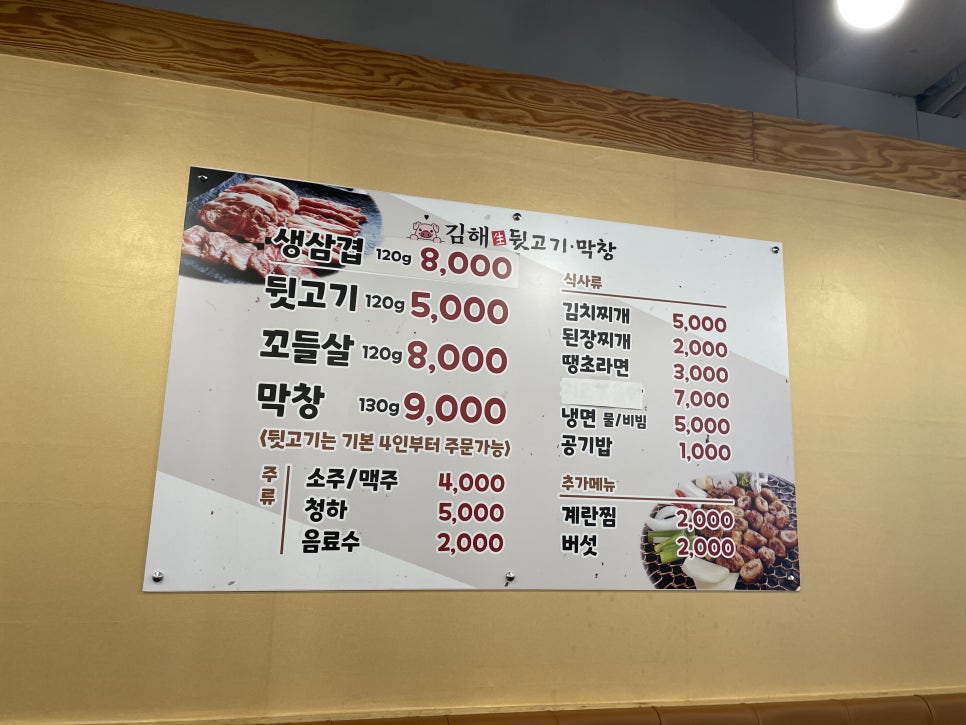 김해生뒷고기·막창
생삼겹 120g 8,000
뒷고기 120g 5,000
꼬들살 120g 8,000
막창 130g 9,000
<뒷고기는 기본 4인부터 주문가능>
주류
소주/맥주 4,000
청하 5,000
음료수 2,000
식사류
김치찌개 5,000
된장찌개 2,000
땡초라면 3,000
7,000
냉면 물/비빔 5,000
공기밥 1,000
추가메뉴
계란찜 2,000
버섯 2,000